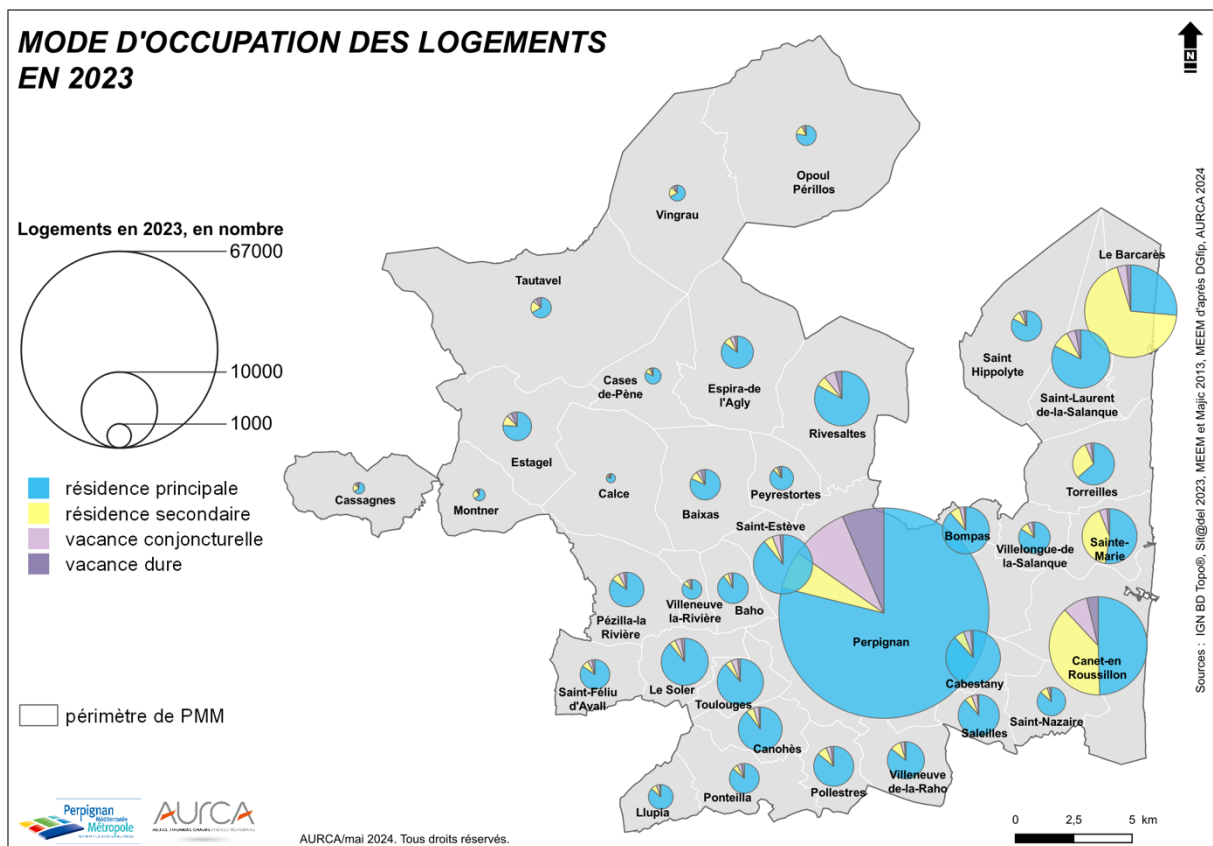 MODE D'OCCUPATION DES LOGEMENTS
EN 2023
N
Logements en 2023, en nombre
67000
10000
1000
résidence principale
résidence secondaire
vacance conjoncturelle
vacance dure
périmètre de PMM
Opoul
Périllos
Vingrau
Tautavel
Le Barcarès
Saint
Hippolyte
Saint-Laurent
de-la-Salanque
Cases
de-Pène
Espira-de
l'Agly
Rivesaltes
Estagel
Cassagnes
Montner
Calce
Baixas
Peyrestortes
Torreilles
Saint-Estève
Bompas
Villelongue-de
la-Salanque
Sainte-
Marie
Pézilla-la
Rivière
Villeneuve
la-Rivière
Baho
Perpignan
Canet-en
Roussillon
Cabestany
Saint-Féliu
d'Avall
Le Soler
Toulouges
Saleilles
Saint-Nazaire
Canohès
Llupia
Ponteilla
Pollestres
Villeneuve
de-la-Raho
Perpignan
Méditerranée
Métropole
AURCA
AURCA/mai 2024. Tous droits réservés.
0 2,5 5 km
Sources : IGN BD Topo®, Sit@del 2023, MEEM et Majic 2013, MEEM d'après DGfip, AURCA 2024